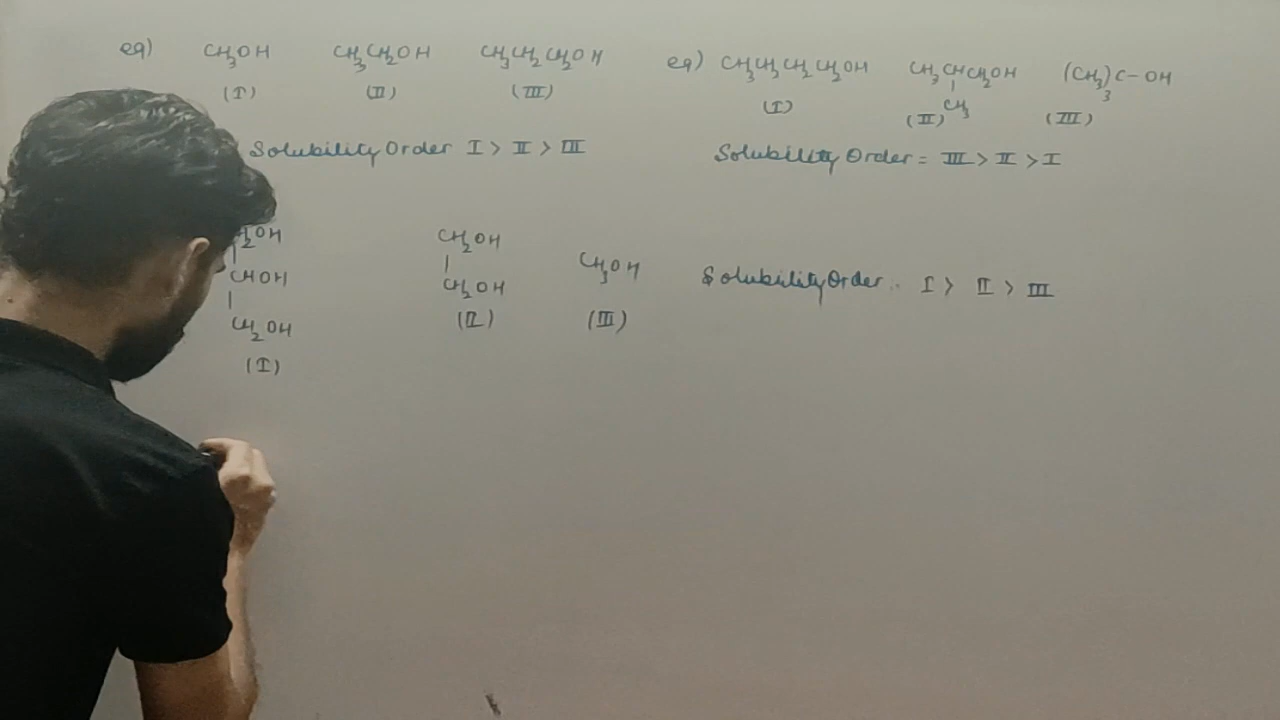 eg) CH3OH CH3CH2OH CH3CH2CH2OH
(I) (II) (III)
Solubility Order I > II > III
eg) CH3CH2CH2CH2OH CH3CHCH2OH (CH3)3C-OH
CH3
(I) (II) (III)
Solubility Order = III > II > I
CH2OH
CHOH
CH2OH
(I)
CH2OH
CH2OH
(II)
CH3OH
(III)
Solubility Order.. I > II > III